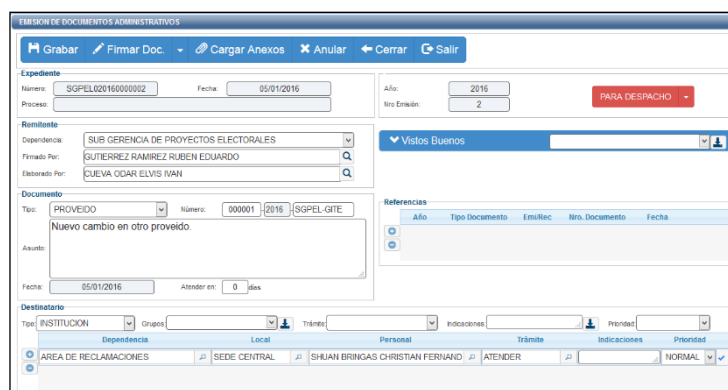 EMISION DE DOCUMENTOS ADMINISTRATIVOS
Grabar Firmar Doc. Cargar Anexos Anular Cerrar Salir
Expediente
Número: SGPEL020160000002 Fecha: 05/01/2016
Proceso:
Año: 2016
Nro Emisión: 2
PARA DESPACHO
Remitente
Dependencia: SUB GERENCIA DE PROYECTOS ELECTORALES
Firmado Por: GUTIERREZ RAMIREZ RUBEN EDUARDO
Elaborado Por: CUEVA ODAR ELVIS IVAN
Vistos Buenos
Documento
Tipo: PROVEIDO Número: 000001 -2016 -SGPEL-GITE
Asunto: Nuevo cambio en otro proveido.
Fecha: 05/01/2016 Atender en: 0 días
Referencias
Año Tipo Documento Emi/Rec Nro. Documento Fecha
Destinatario
Tipo: INSTITUCION Grupos: Trámite: Indicaciones: Prioridad:
Dependencia Local Personal Trámite Indicaciones Prioridad
AREA DE RECLAMACIONES SEDE CENTRAL SHUAN BRINGAS CHRISTIAN FERNAND ATENDER NORMAL